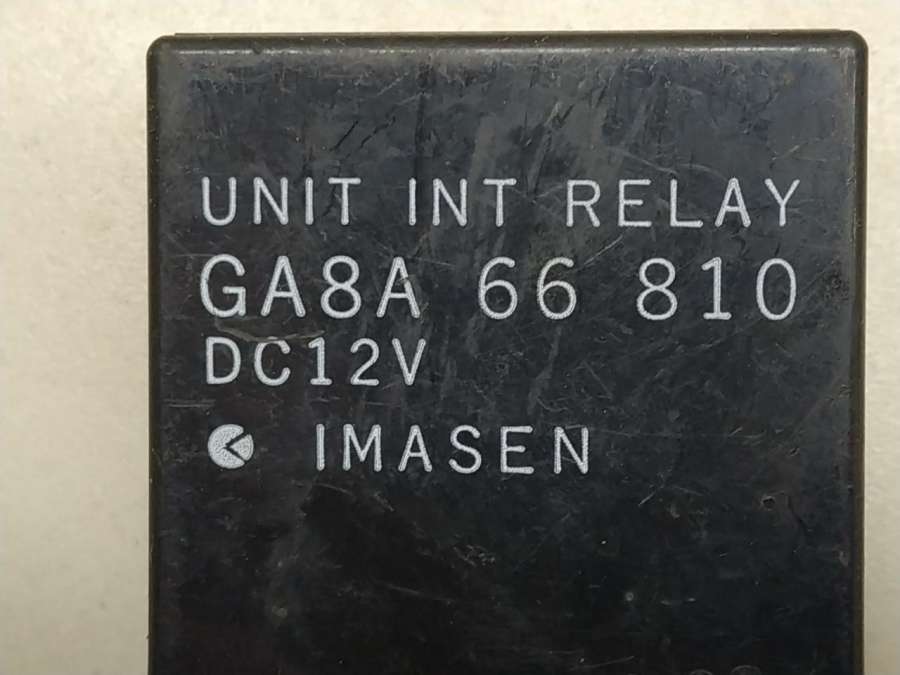 UNIT INT RELAY
GA8A 66 810
DC12V
IMASEN